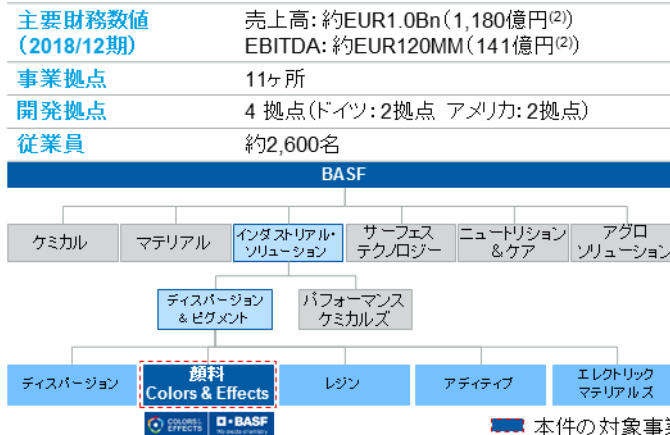 主要財務数値 売上高：約EUR1.0Bn（1,180億円(2)）
（2018/12期） EBITDA：約EUR120MM（141億円(2)）
事業拠点 11ヶ所
開発拠点 4 拠点（ドイツ：2拠点 アメリカ：2拠点）
従業員 約2,600名
BASF
ケミカル
マテリアル
インダストリアル・
ソリューション
サーフェス
テクノロジー
ニュートリション
&ケア
アグロ
ソリューション
ディスパージョン
& ピグメント
パフォーマンス
ケミカルズ
ディスパージョン
顔料
Colors & Effects
レジン
アディティブ
エレクトリック
マテリアルズ
COLORS &
EFFECTS
BASF
We create chemistry
本件の対象事業